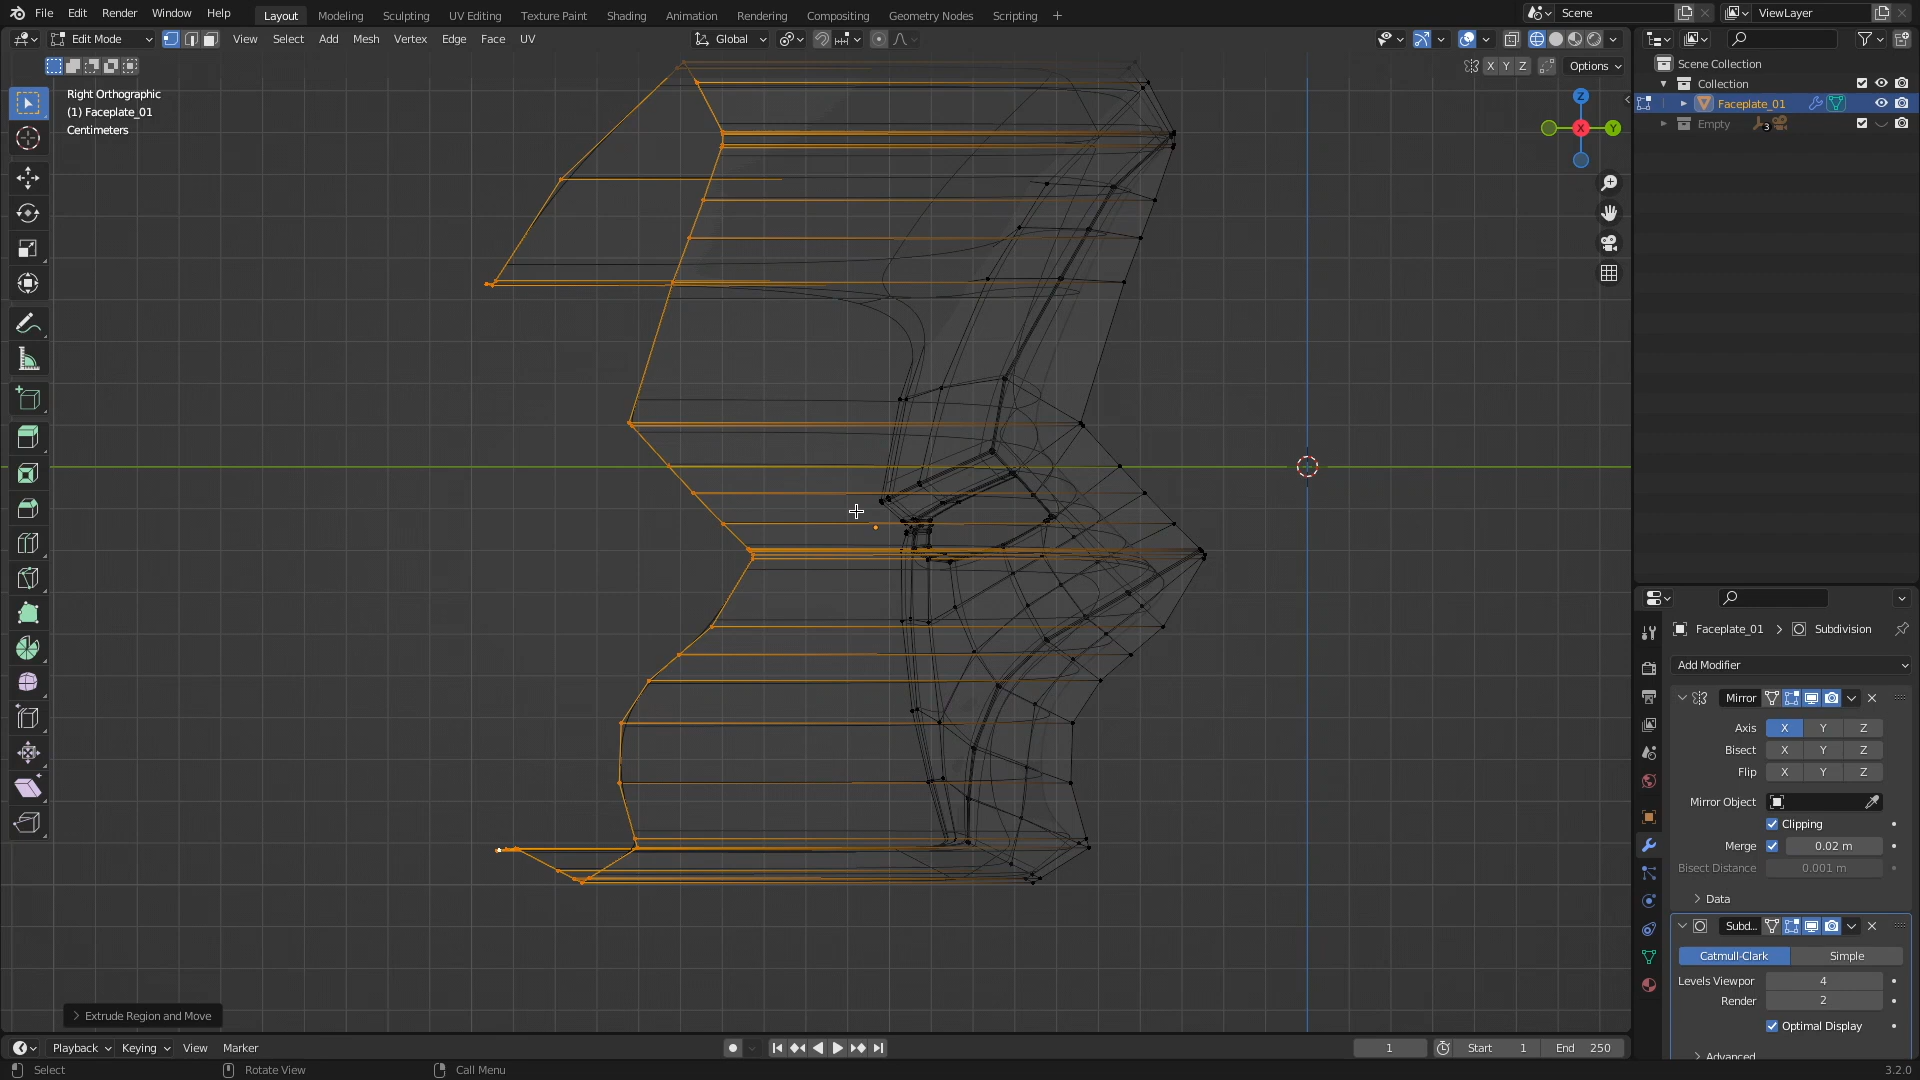 File Edit Render Window Help
Layout Modeling Sculpting UV Editing Texture Paint Shading Animation Rendering Compositing Geometry Nodes Scripting +
Scene
ViewLayer
Edit Mode View Select Add Mesh Vertex Edge Face UV
Global
X Y Z Options
Right Orthographic
(1) Faceplate_01
Centimeters
Z
X
Y
Scene Collection
Collection
Faceplate_01
Empty 3
Faceplate_01 > Subdivision
Add Modifier
Mirror
Axis X Y Z
Bisect X Y Z
Flip X Y Z
Mirror Object
Clipping
Merge 0.02 m
Bisect Distance 0.001 m
Data
Subd...
Catmull-Clark Simple
Levels Viewpor 4
Render 2
Optimal Display
Advanced
Extrude Region and Move
Playback Keying View Marker
1 Start 1 End 250
Select Rotate View Call Menu 3.2.0